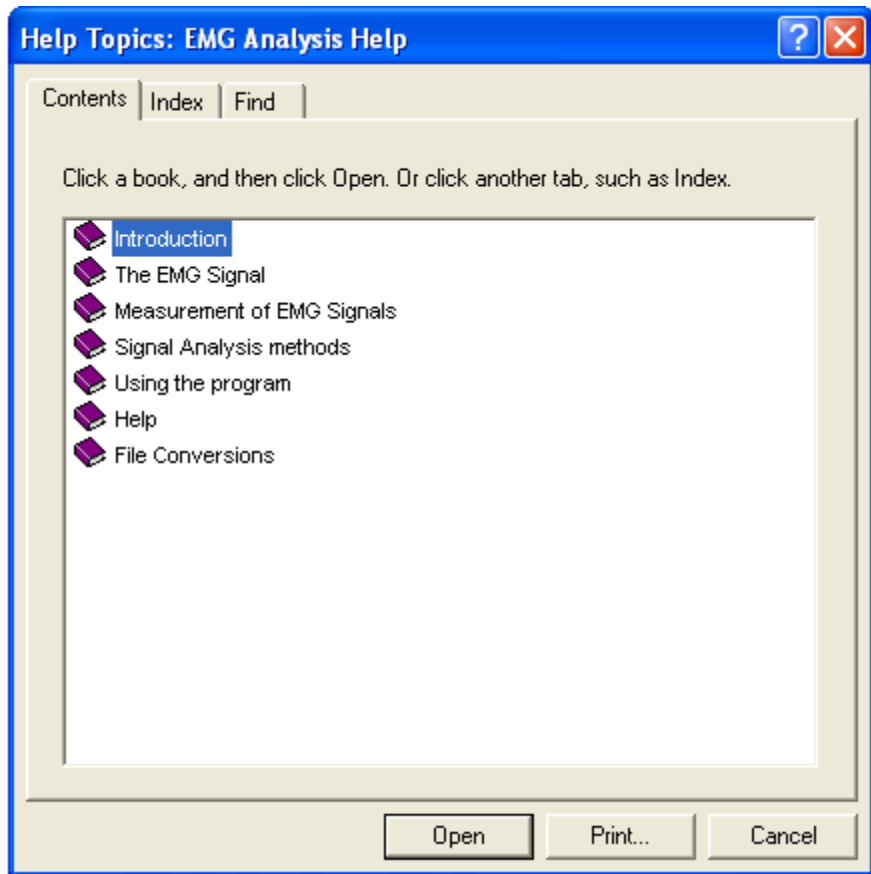 Help Topics: EMG Analysis Help
Contents Index Find
Click a book, and then click Open. Or click another tab, such as Index.
Introduction
The EMG Signal
Measurement of EMG Signals
Signal Analysis methods
Using the program
Help
File Conversions
Open Print... Cancel